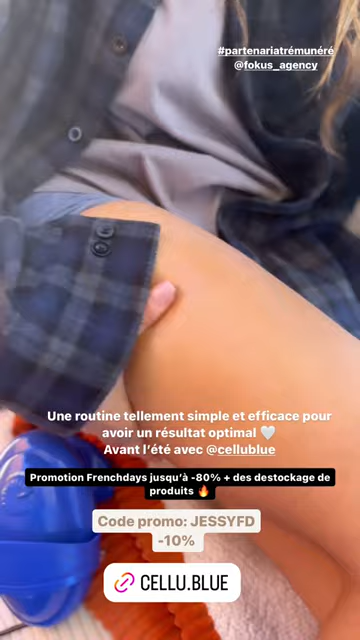 #partenariatrémunéré
@fokus_agency
Une routine tellement simple et efficace pour
avoir un résultat optimal 🤍
Avant l'été avec @cellublue
Promotion Frenchdays jusqu'à -80% + des destockage de
produits 🔥
Code promo: JESSYFD
-10%
CELLU.BLUE